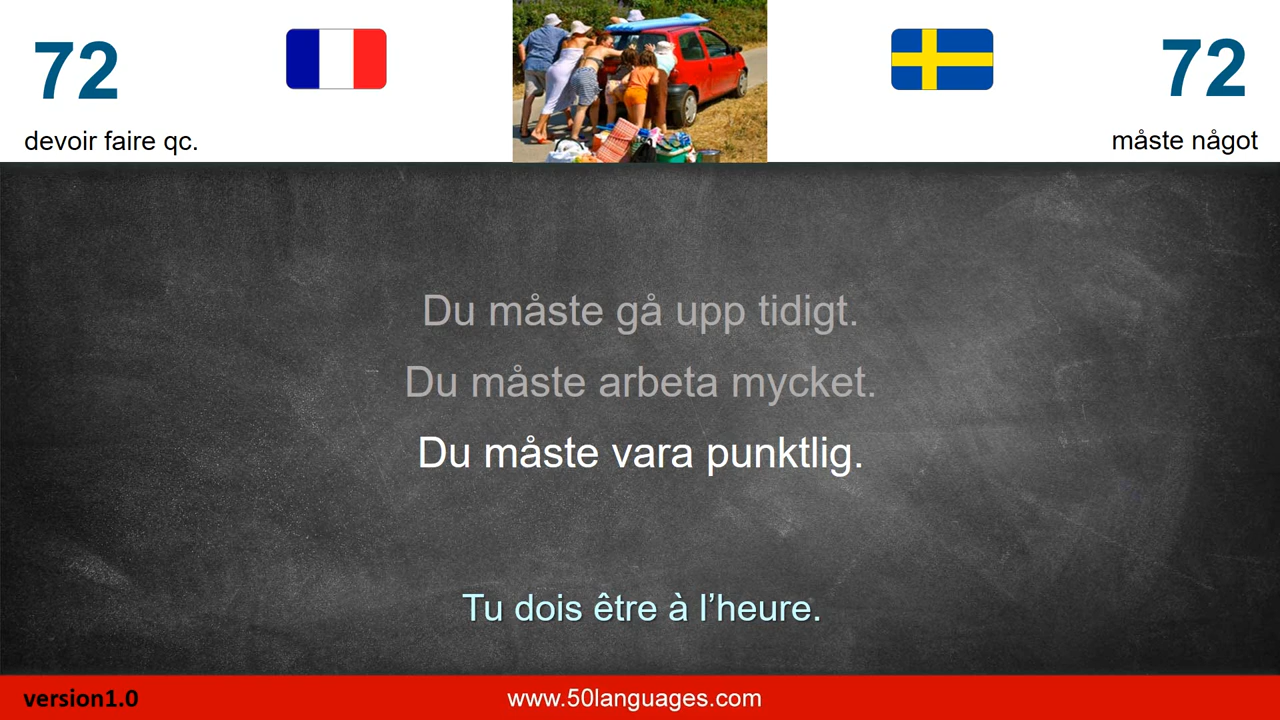 72
72
devoir faire qc.
måste något
Du måste gå upp tidigt.
Du måste arbeta mycket.
Du måste vara punktlig.
Tu dois être à l’heure.
version1.0
www.50languages.com